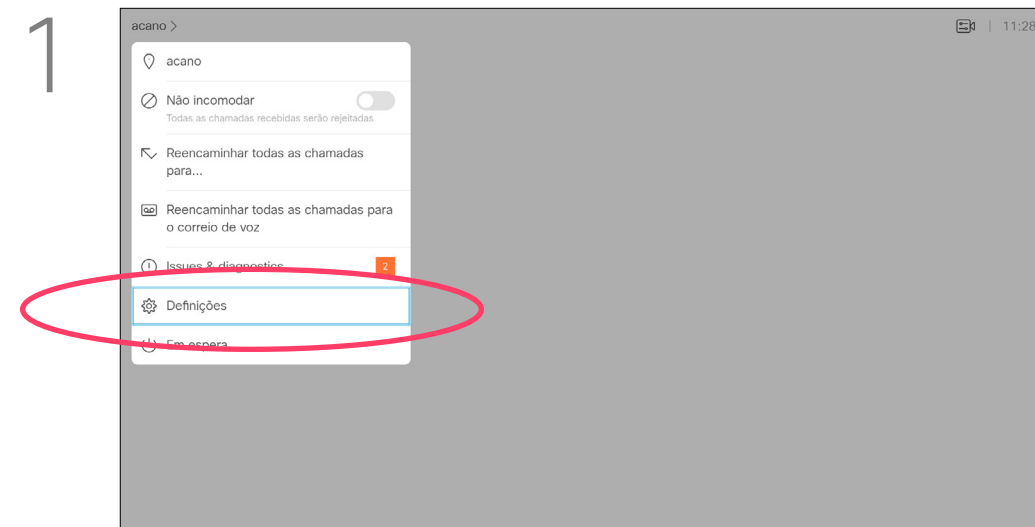 1
acano >
11:28
acano
Não incomodar
Todas as chamadas recebidas serão rejeitadas
Reencaminhar todas as chamadas
para...
Reencaminhar todas as chamadas para
o correio de voz
Issues & diagnostics 2
Definições
Em espera